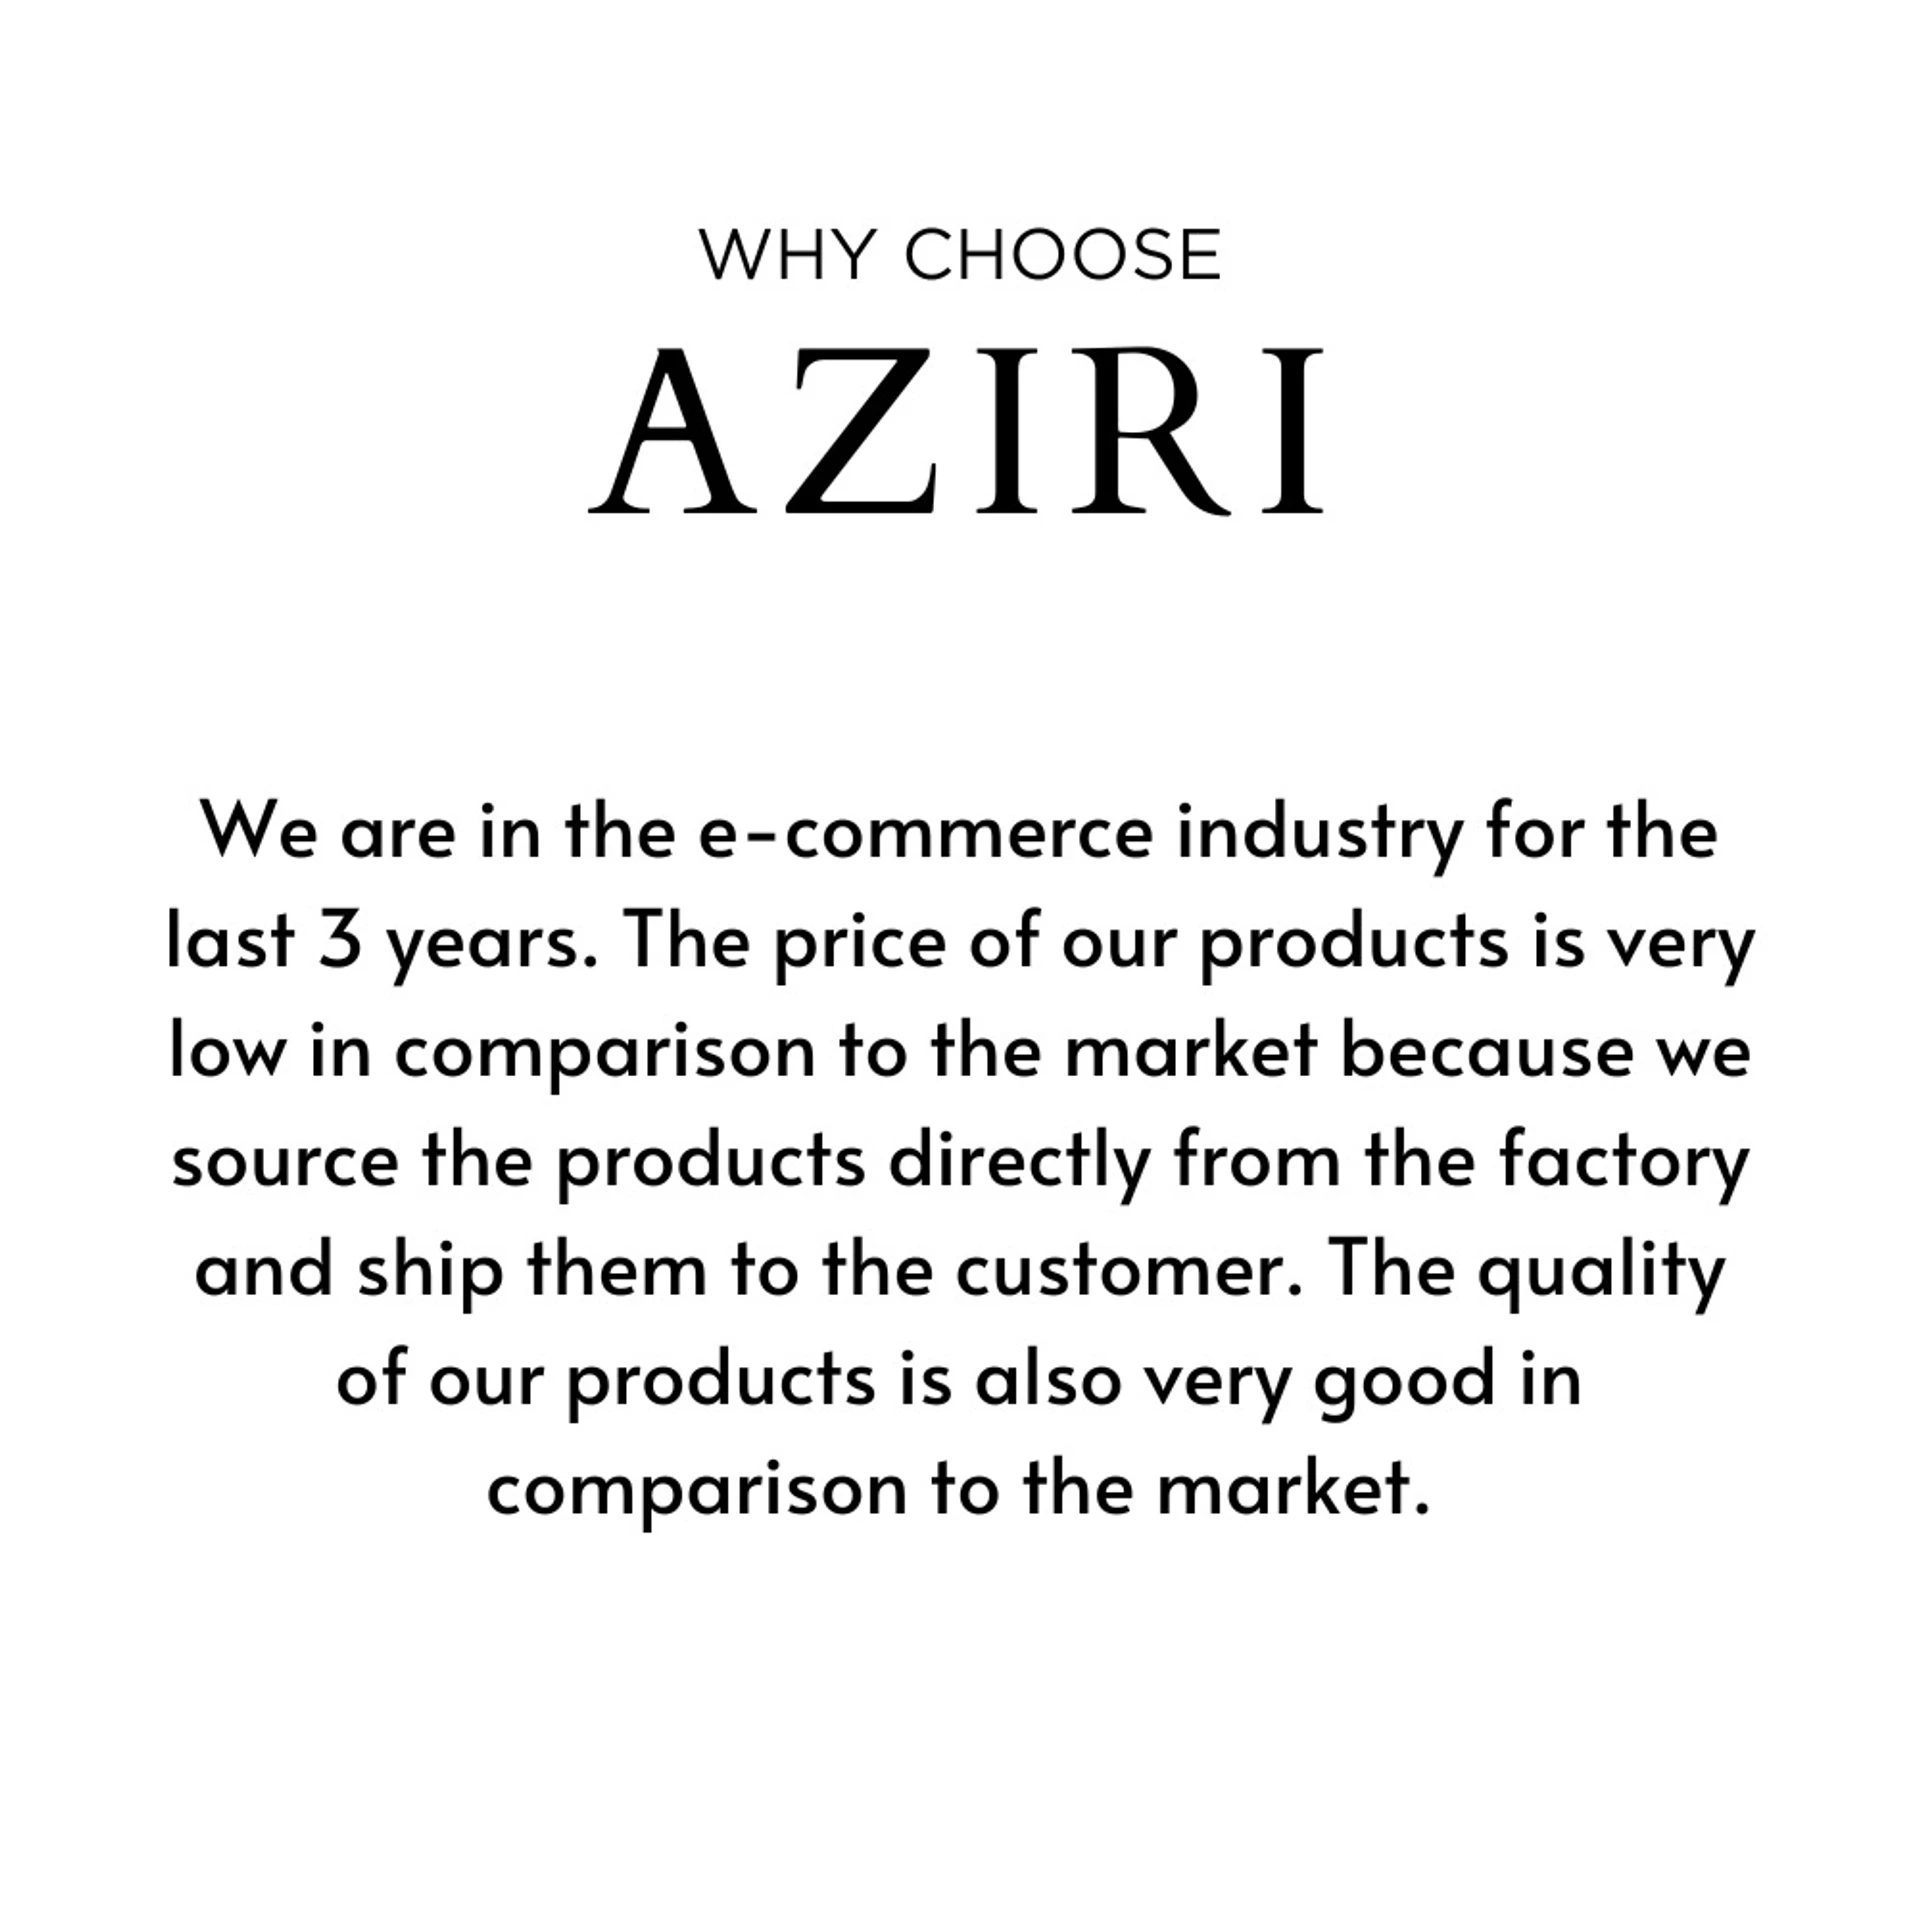 WHY CHOOSE
AZIRI
We are in the e-commerce industry for the
last 3 years. The price of our products is very
low in comparison to the market because we
source the products directly from the factory
and ship them to the customer. The quality
of our products is also very good in
comparison to the market.